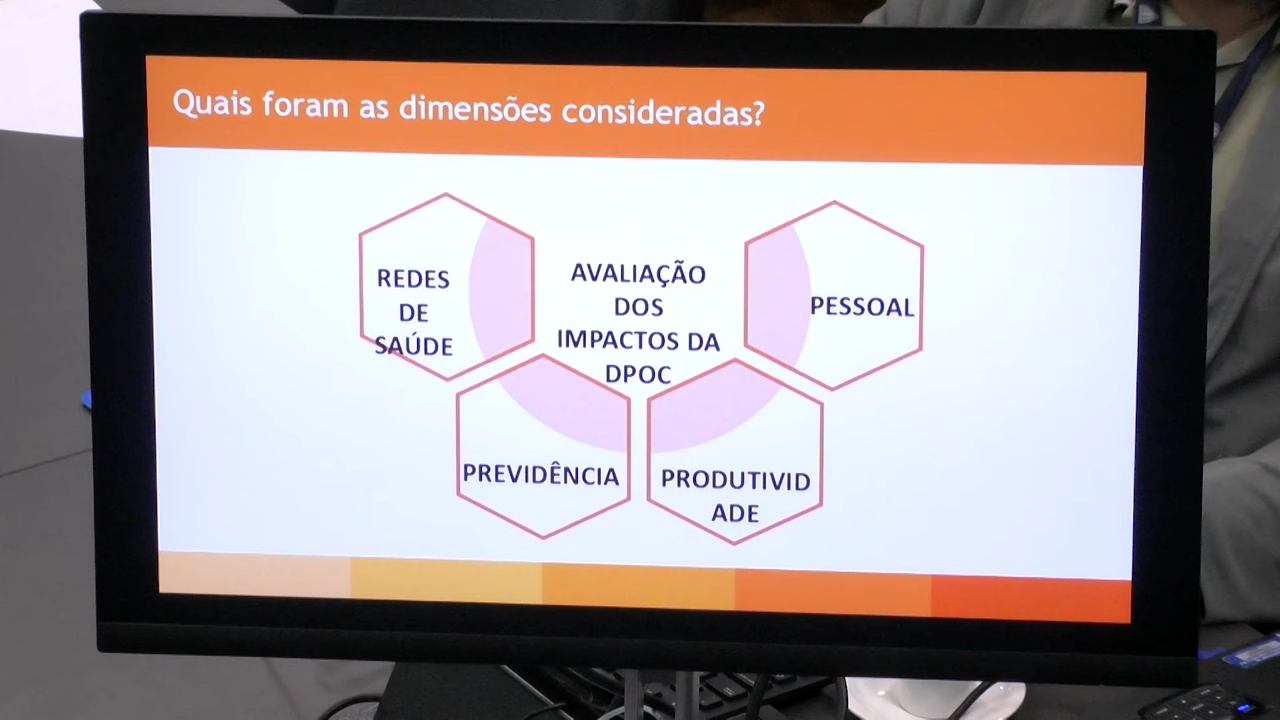 Quais foram as dimensões consideradas?
REDES
DE
SAÚDE
AVALIAÇÃO
DOS
IMPACTOS DA
DPOC
PESSOAL
PREVIDÊNCIA
PRODUTIVID
ADE